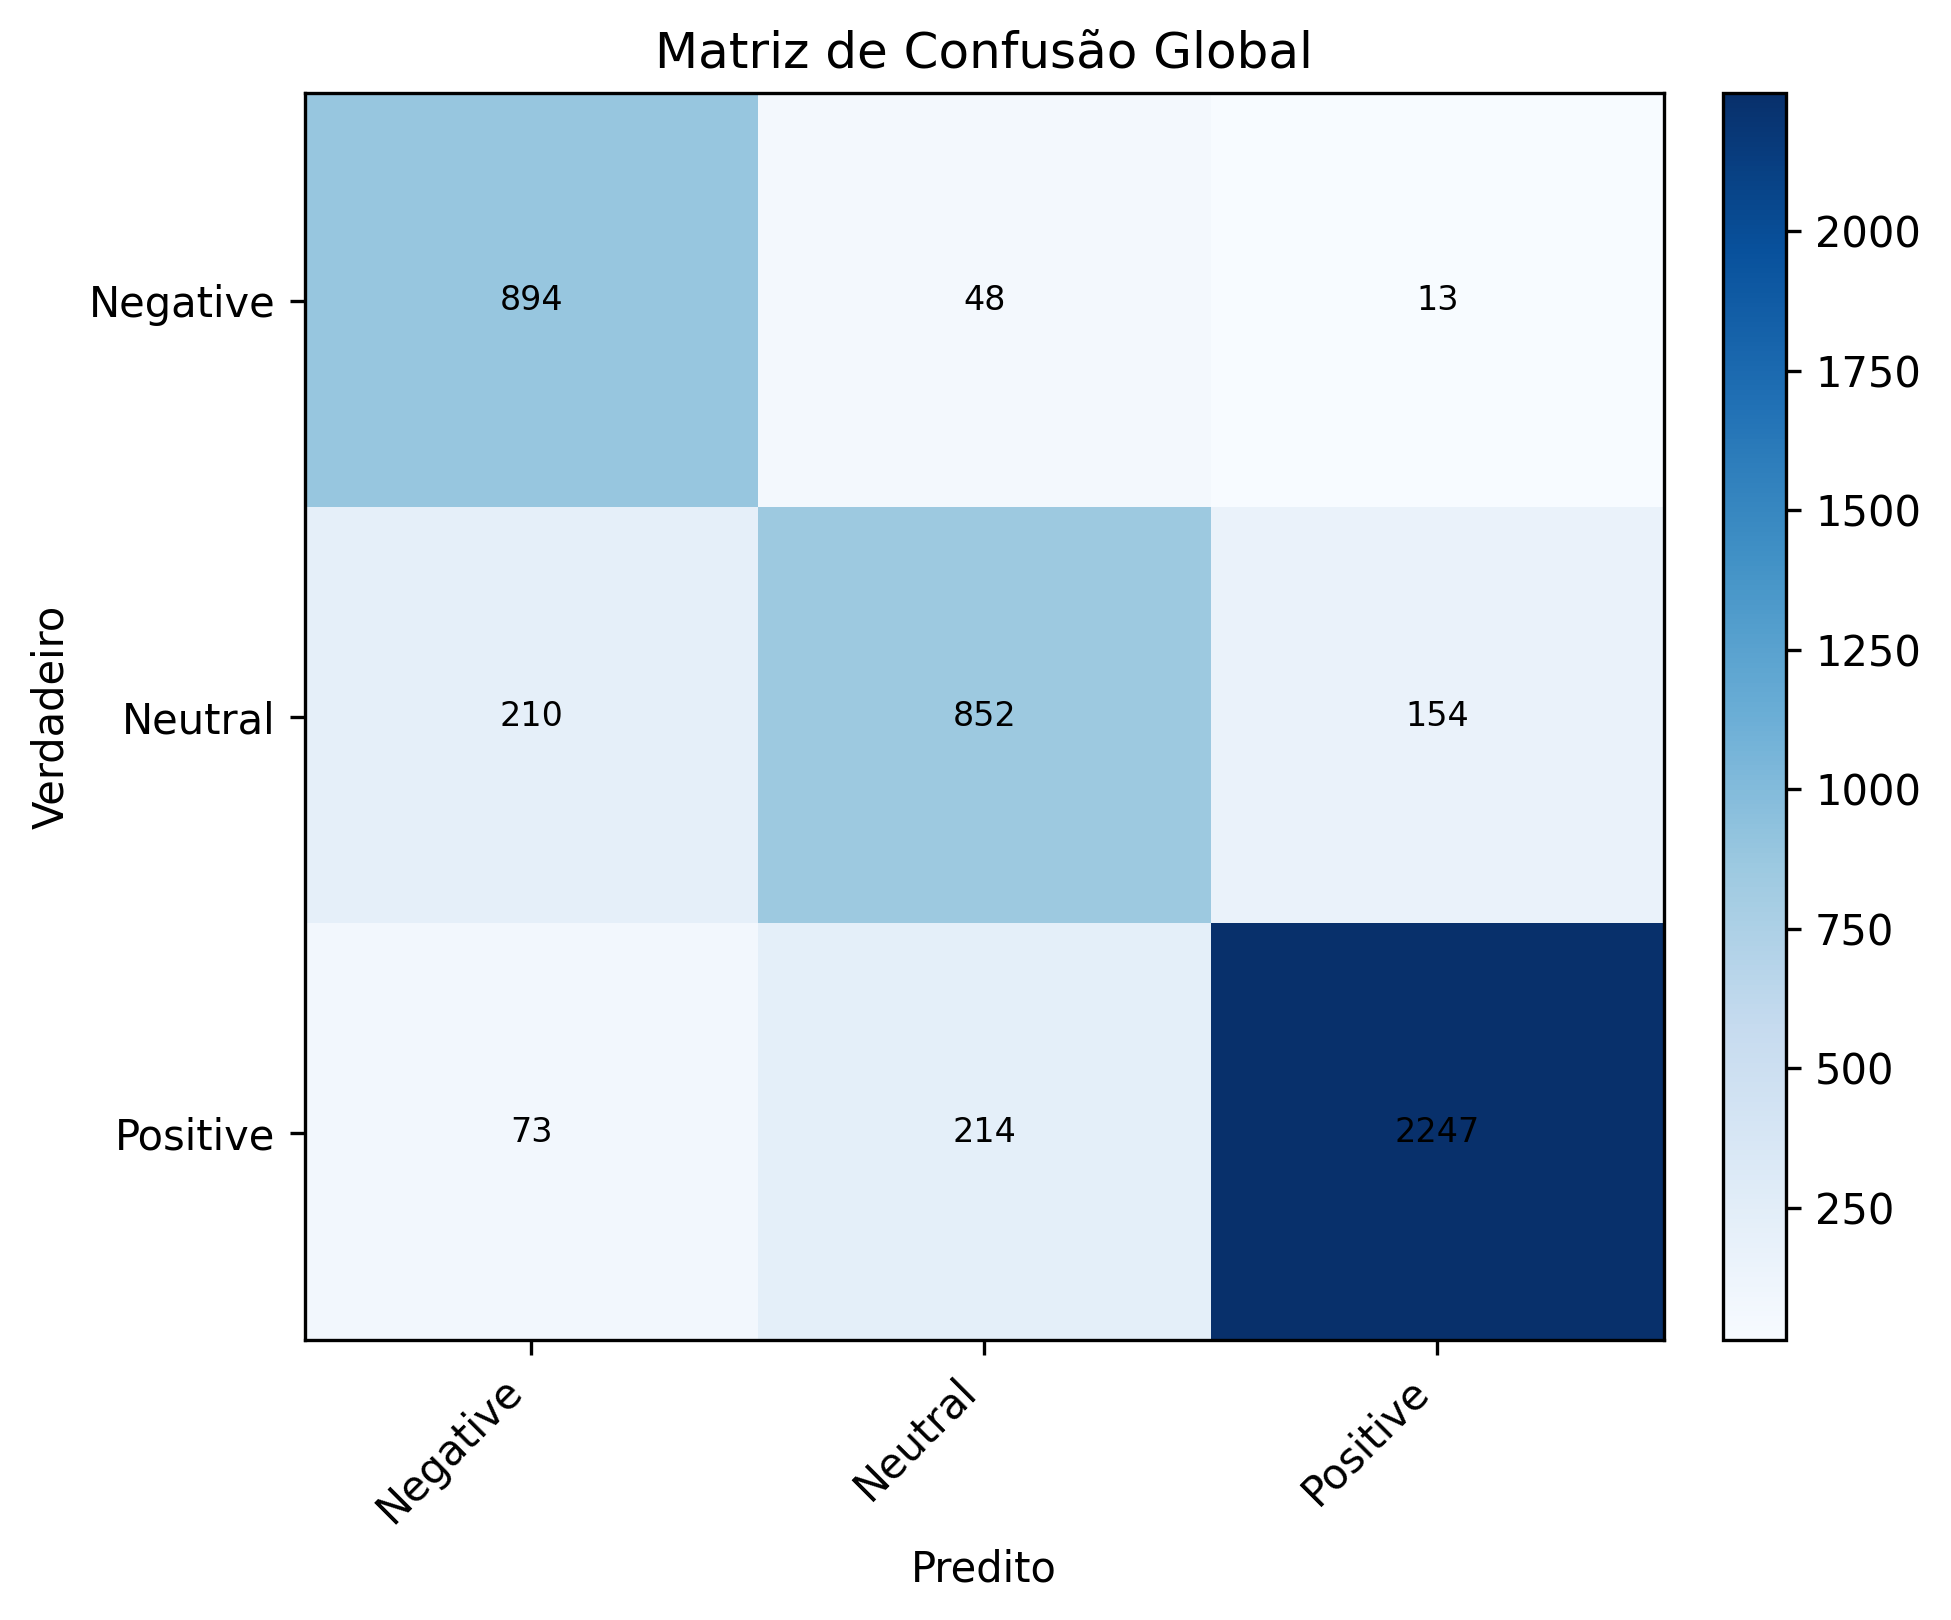 Matriz de Confusão Global
Verdadeiro
Negative
894
48
13
Neutral
210
852
154
Positive
73
214
2247
Negative
Neutral
Positive
Predito
2000
1750
1500
1250
1000
750
500
250